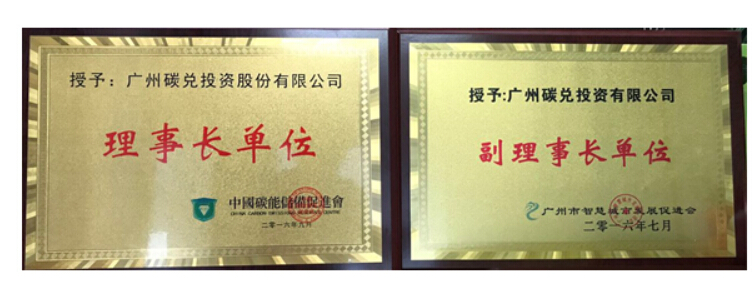 授予：广州碳兑投资股份有限公司
理事长单位
中國碳能儲備促進會
二零一六年九月
授予:广州碳兑投资有限公司
副理事长单位
广州市智慧城市发展促进会
二零一六年七月